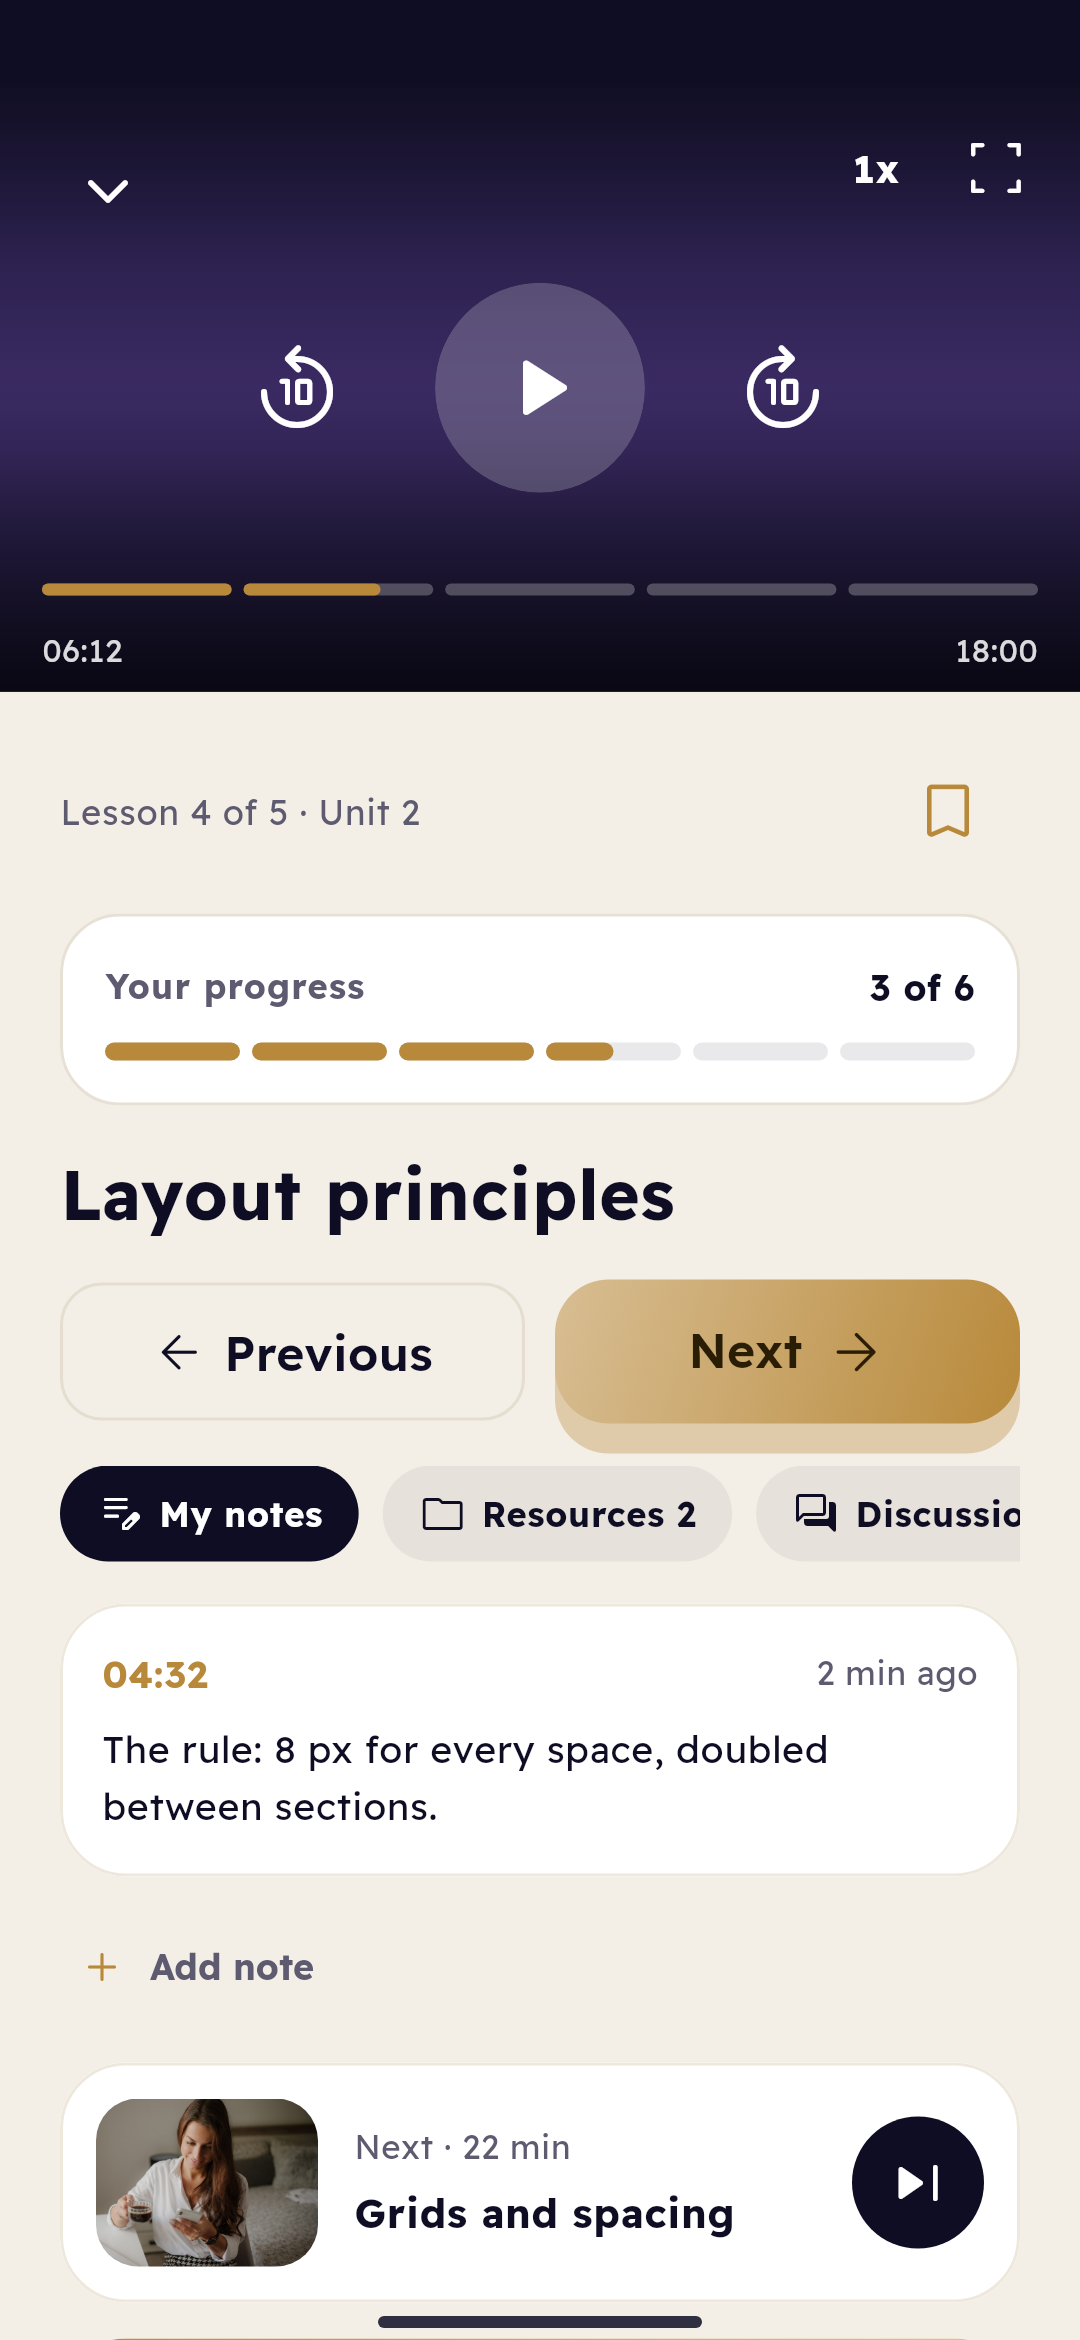 1x
10
10
06:12
18:00
Lesson 4 of 5 · Unit 2
Your progress
3 of 6
Layout principles
Previous
Next
My notes
Resources 2
Discussio
04:32
2 min ago
The rule: 8 px for every space, doubled
between sections.
Add note
Next · 22 min
Grids and spacing